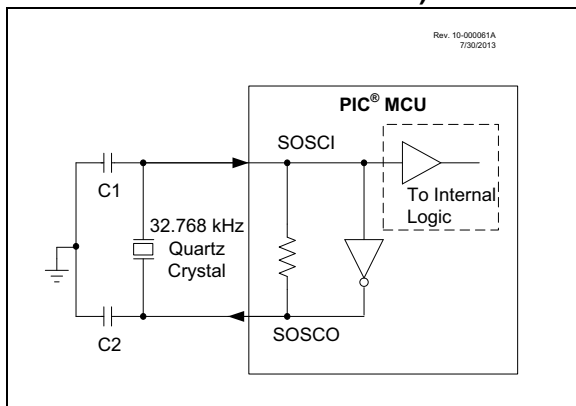 Rev. 10-000061A
7/30/2013
PIC® MCU
SOSCI
C1
To Internal
Logic
32.768 kHz
Quartz
Crystal
SOSCO
C2